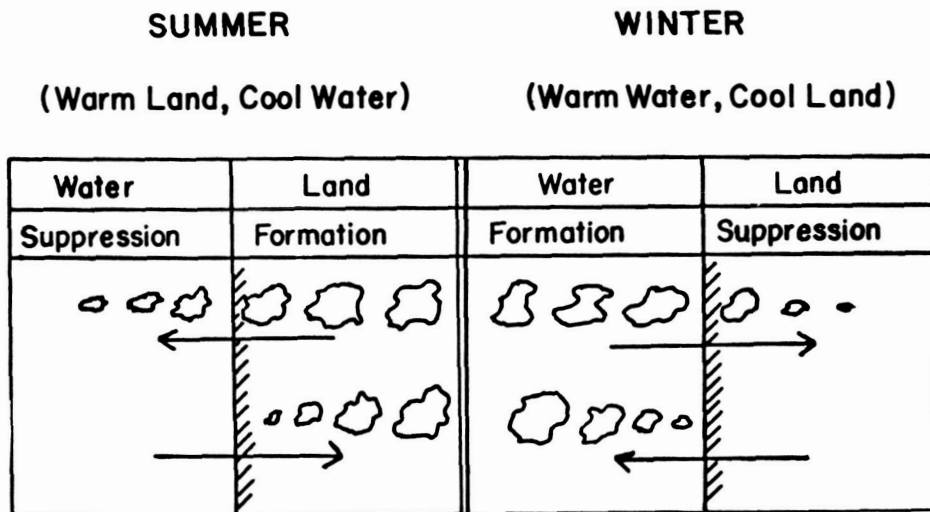 SUMMER
(Warm Land, Cool Water)
WINTER
(Warm Water, Cool Land)
Water
Land
Water
Land
Suppression
Formation
Formation
Suppression